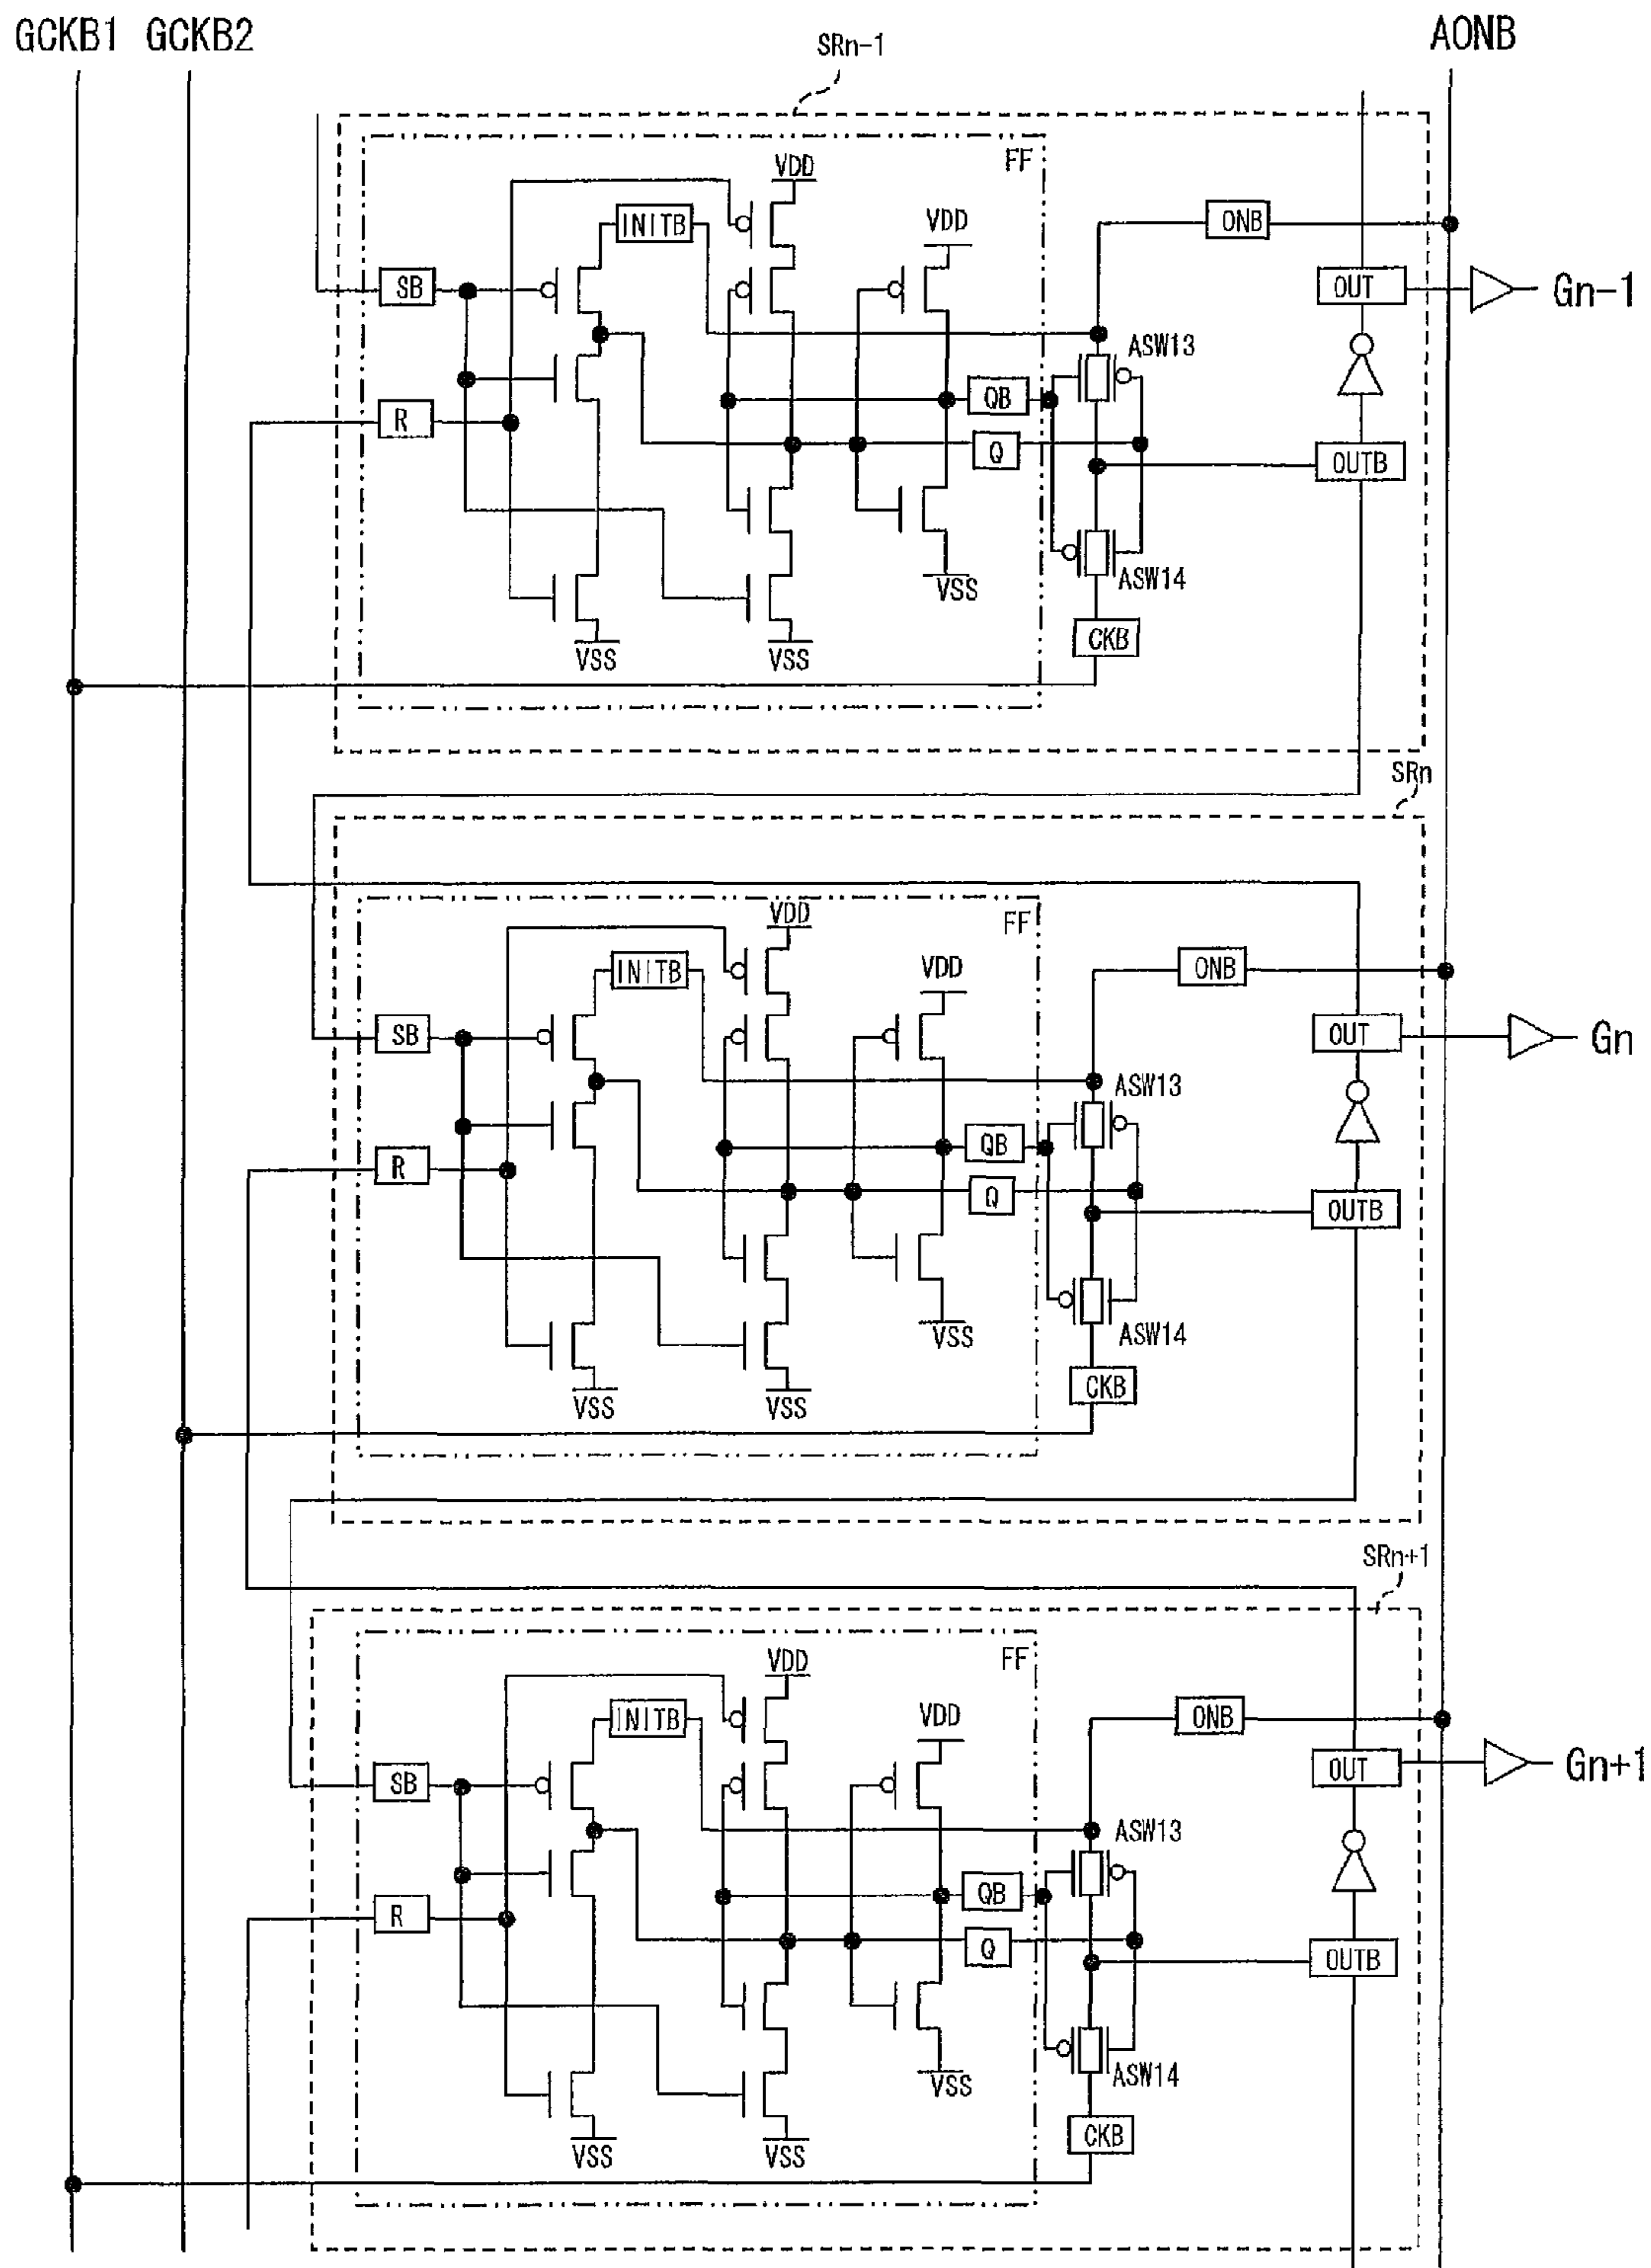 GCKB1 GCKB2 AONB
SRn-1
FF
VDD
INITB
VDD
ONB
SB
OUT
Gn-1
ASW13
R
QB
Q
OUTB
VSS
ASW14
VSS
VSS
CKB
SRn
FF
VDD
INITB
VDD
ONB
SB
OUT
Gn
ASW13
R
QB
Q
OUTB
VSS
ASW14
VSS
VSS
CKB
SRn+1
FF
VDD
INITB
VDD
ONB
SB
OUT
Gn+1
ASW13
R
QB
Q
OUTB
VSS
ASW14
VSS
VSS
CKB